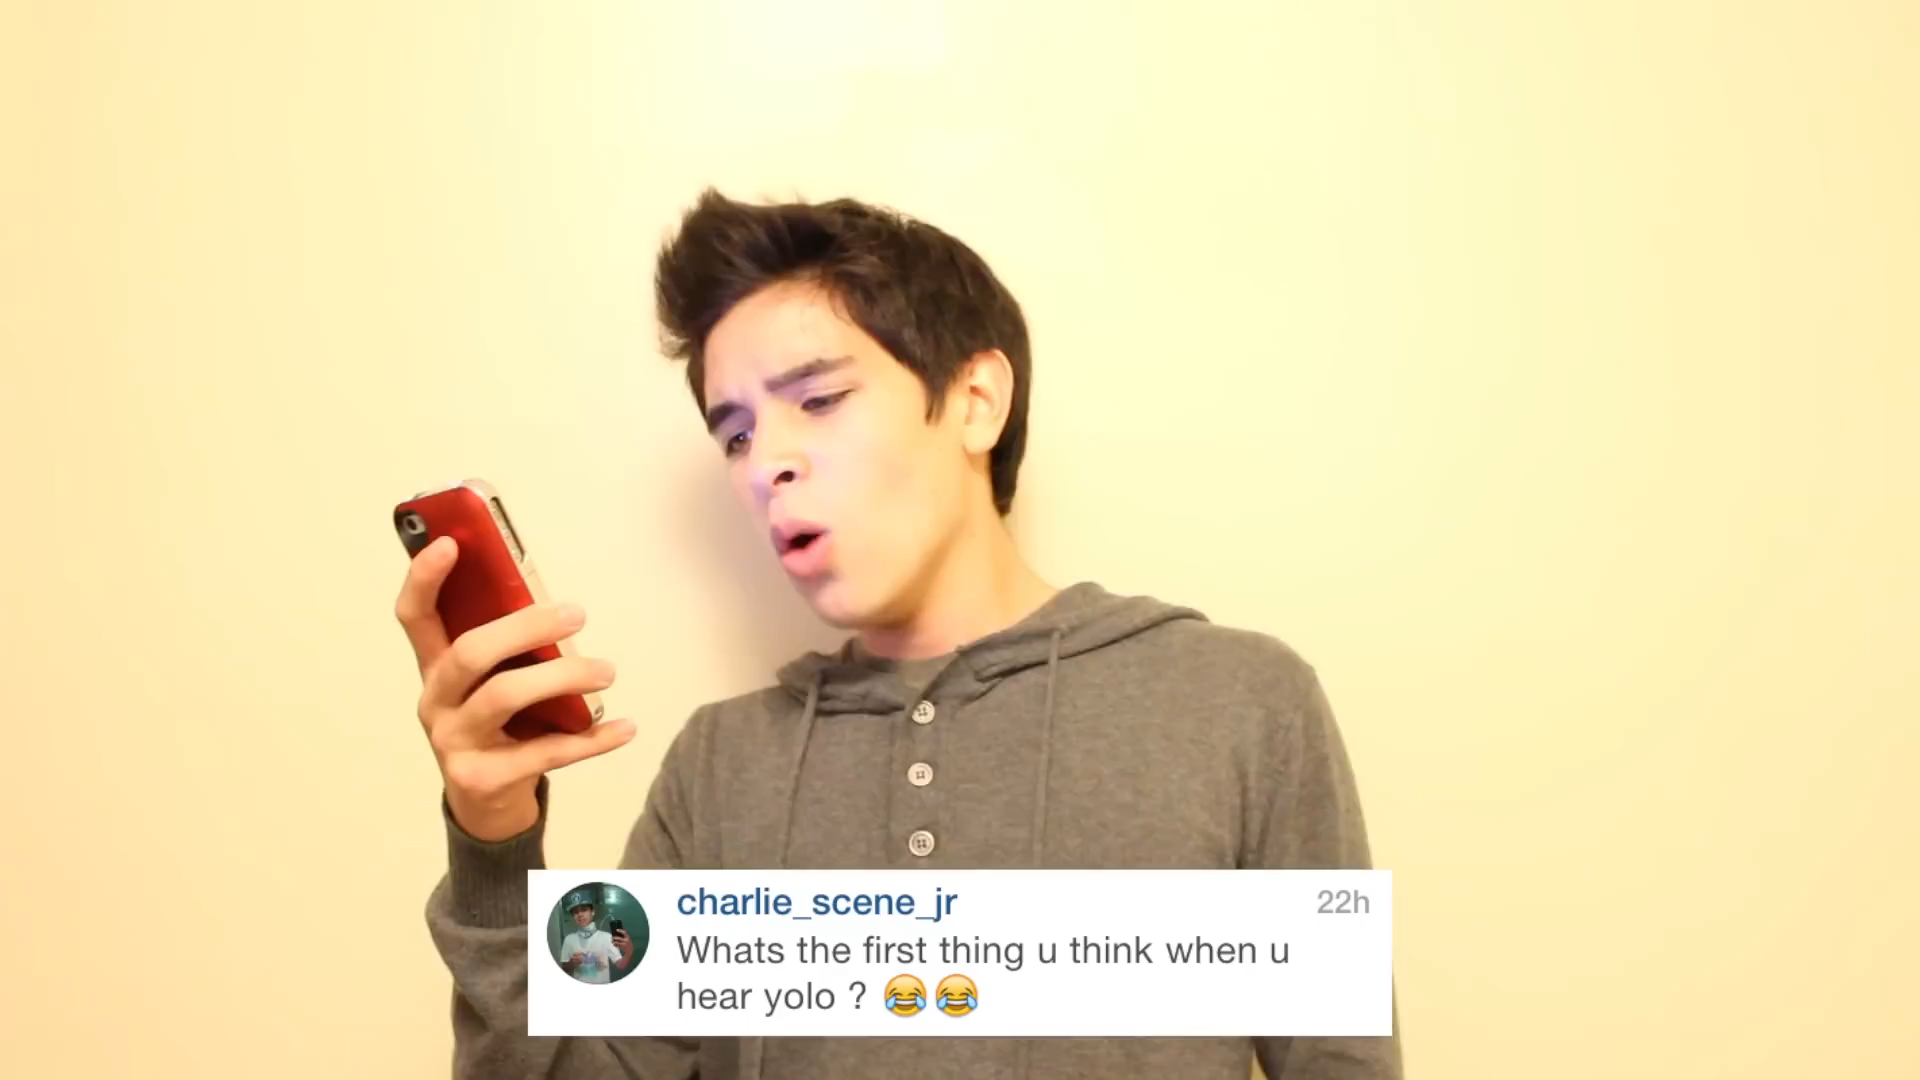 charlie_scene_jr 22h
Whats the first thing u think when u
hear yolo ? 😂😂